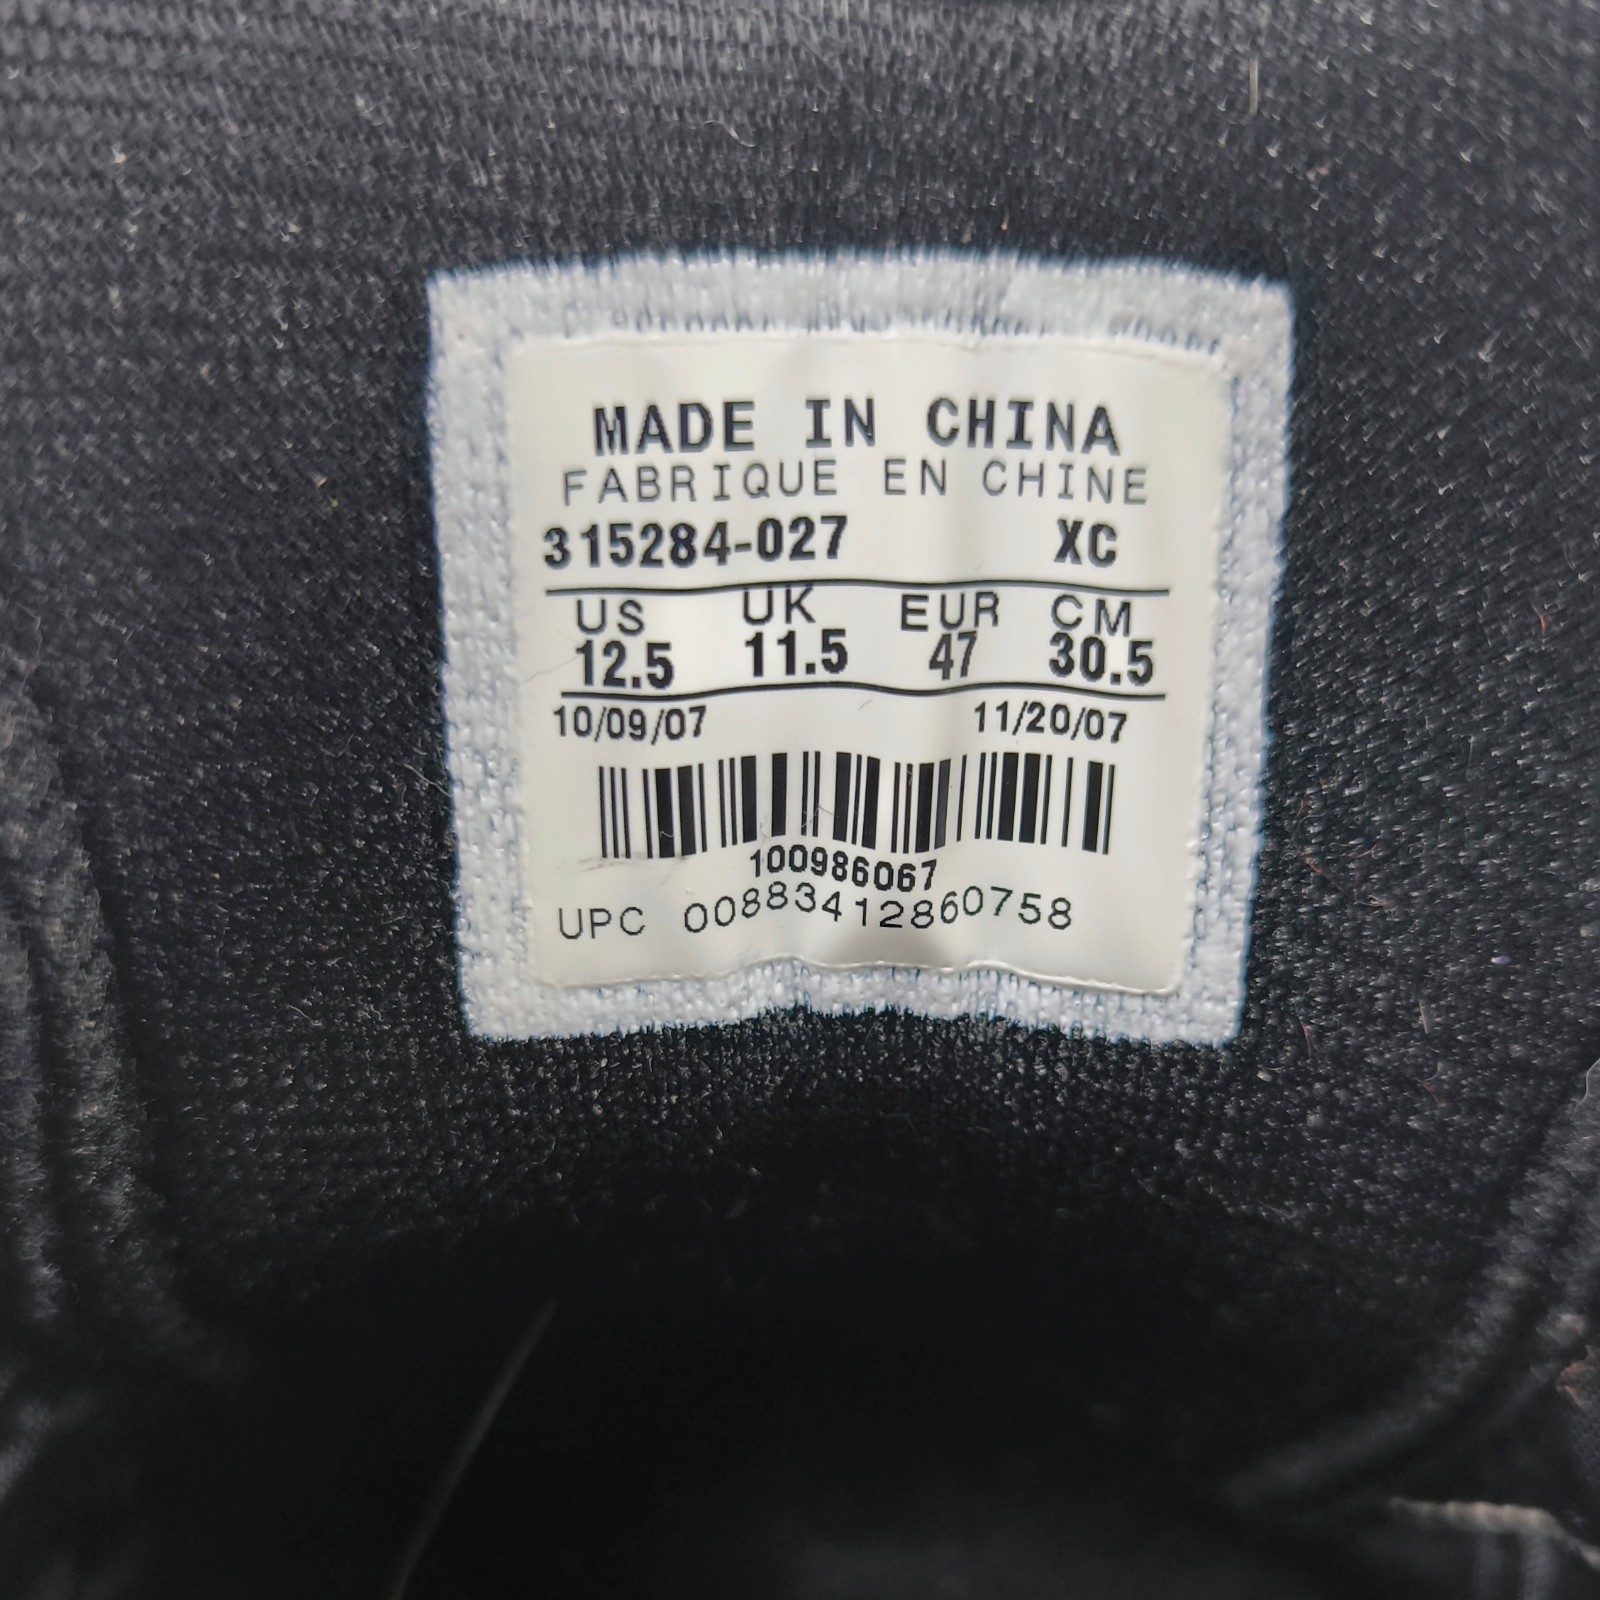 MADE IN CHINA
FABRIQUE EN CHINE
315284-027 XC
US UK EUR CM
12.5 11.5 47 30.5
10/09/07 11/20/07
100986067
UPC 00883412860758